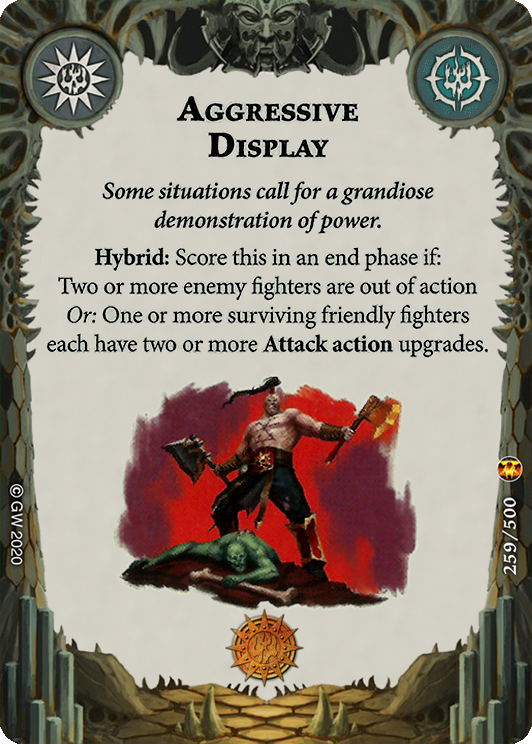 Aggressive
Display
Some situations call for a grandiose
demonstration of power.
Hybrid: Score this in an end phase if:
Two or more enemy fighters are out of action
Or: One or more surviving friendly fighters
each have two or more Attack action upgrades.
© GW 2020
259/500